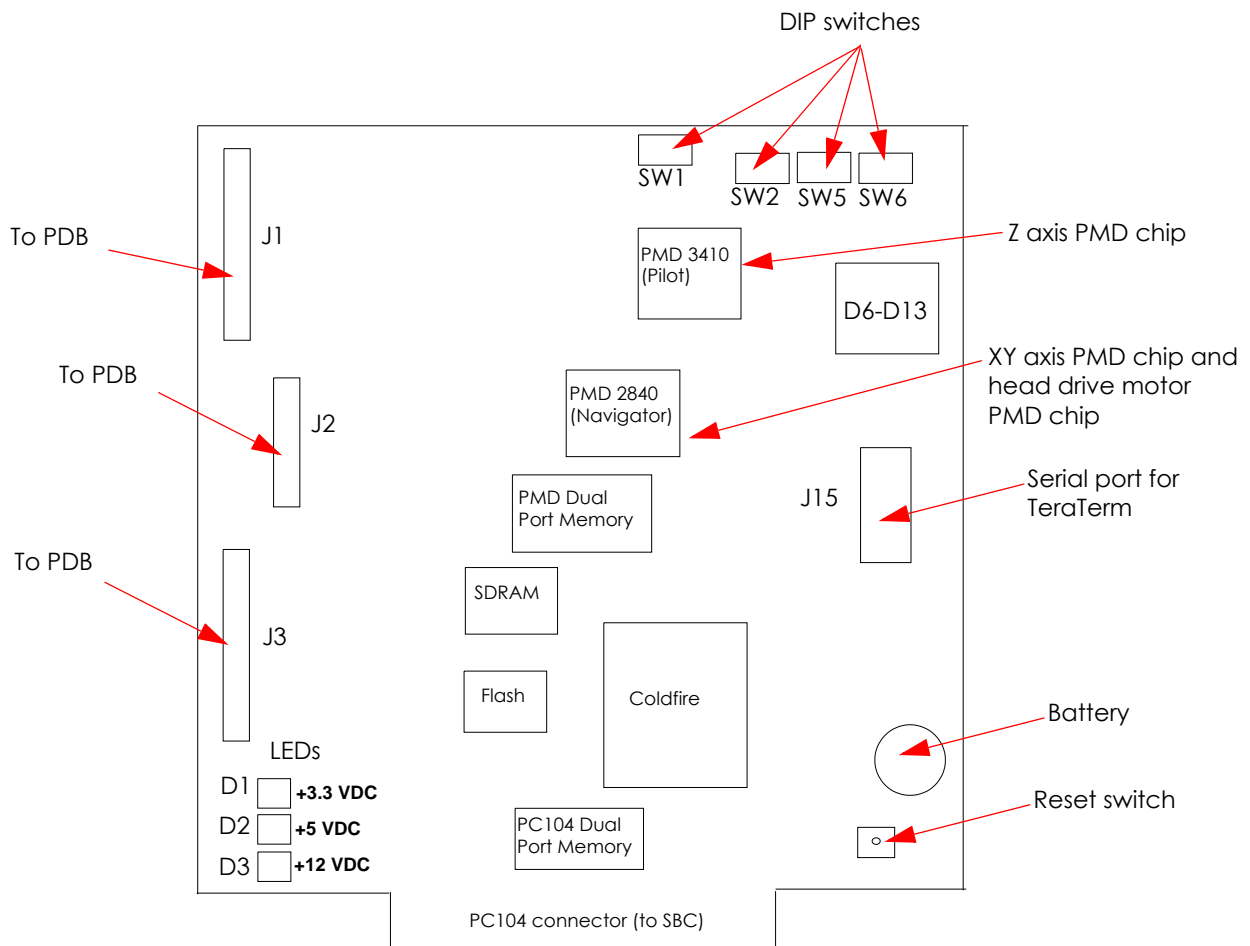 DIP switches
SW1
SW2
SW5
SW6
To PDB
J1
PMD 3410
(Pilot)
Z axis PMD chip
D6-D13
To PDB
J2
PMD 2840
(Navigator)
XY axis PMD chip and
head drive motor
PMD chip
PMD Dual
Port Memory
J15
Serial port for
TeraTerm
To PDB
J3
SDRAM
Flash
Coldfire
Battery
LEDs
D1
+3.3 VDC
D2
+5 VDC
D3
+12 VDC
PC104 Dual
Port Memory
Reset switch
PC104 connector (to SBC)